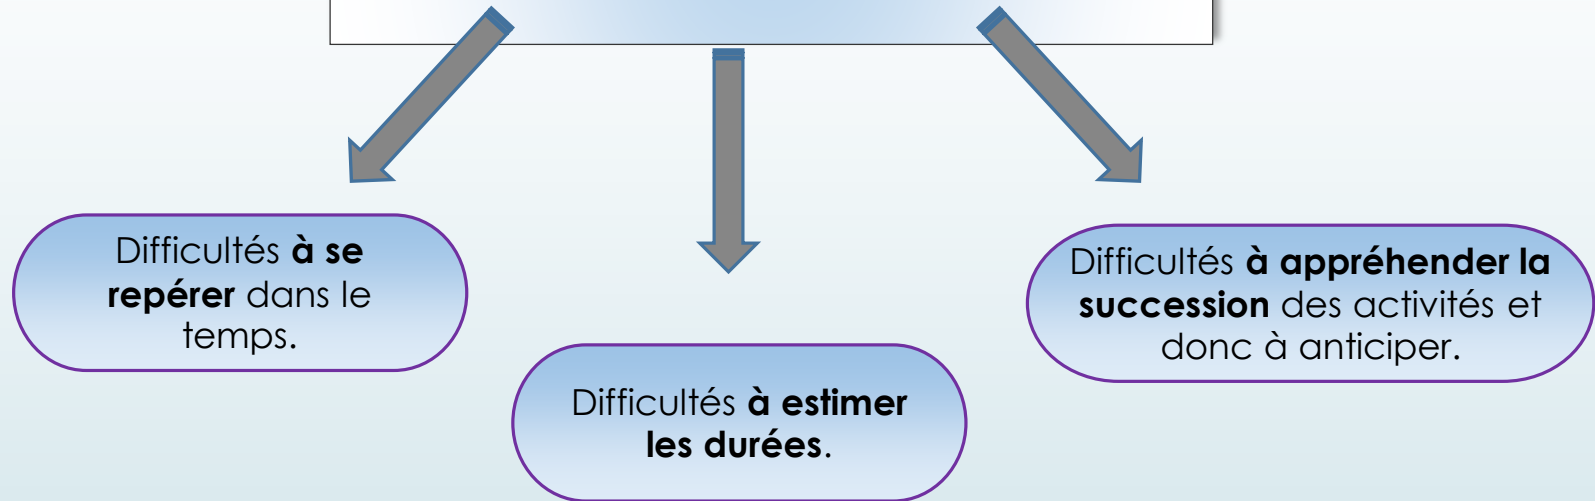 Difficultés à se
repérer dans le
temps.
Difficultés à estimer
les durées.
Difficultés à appréhender la
succession des activités et
donc à anticiper.